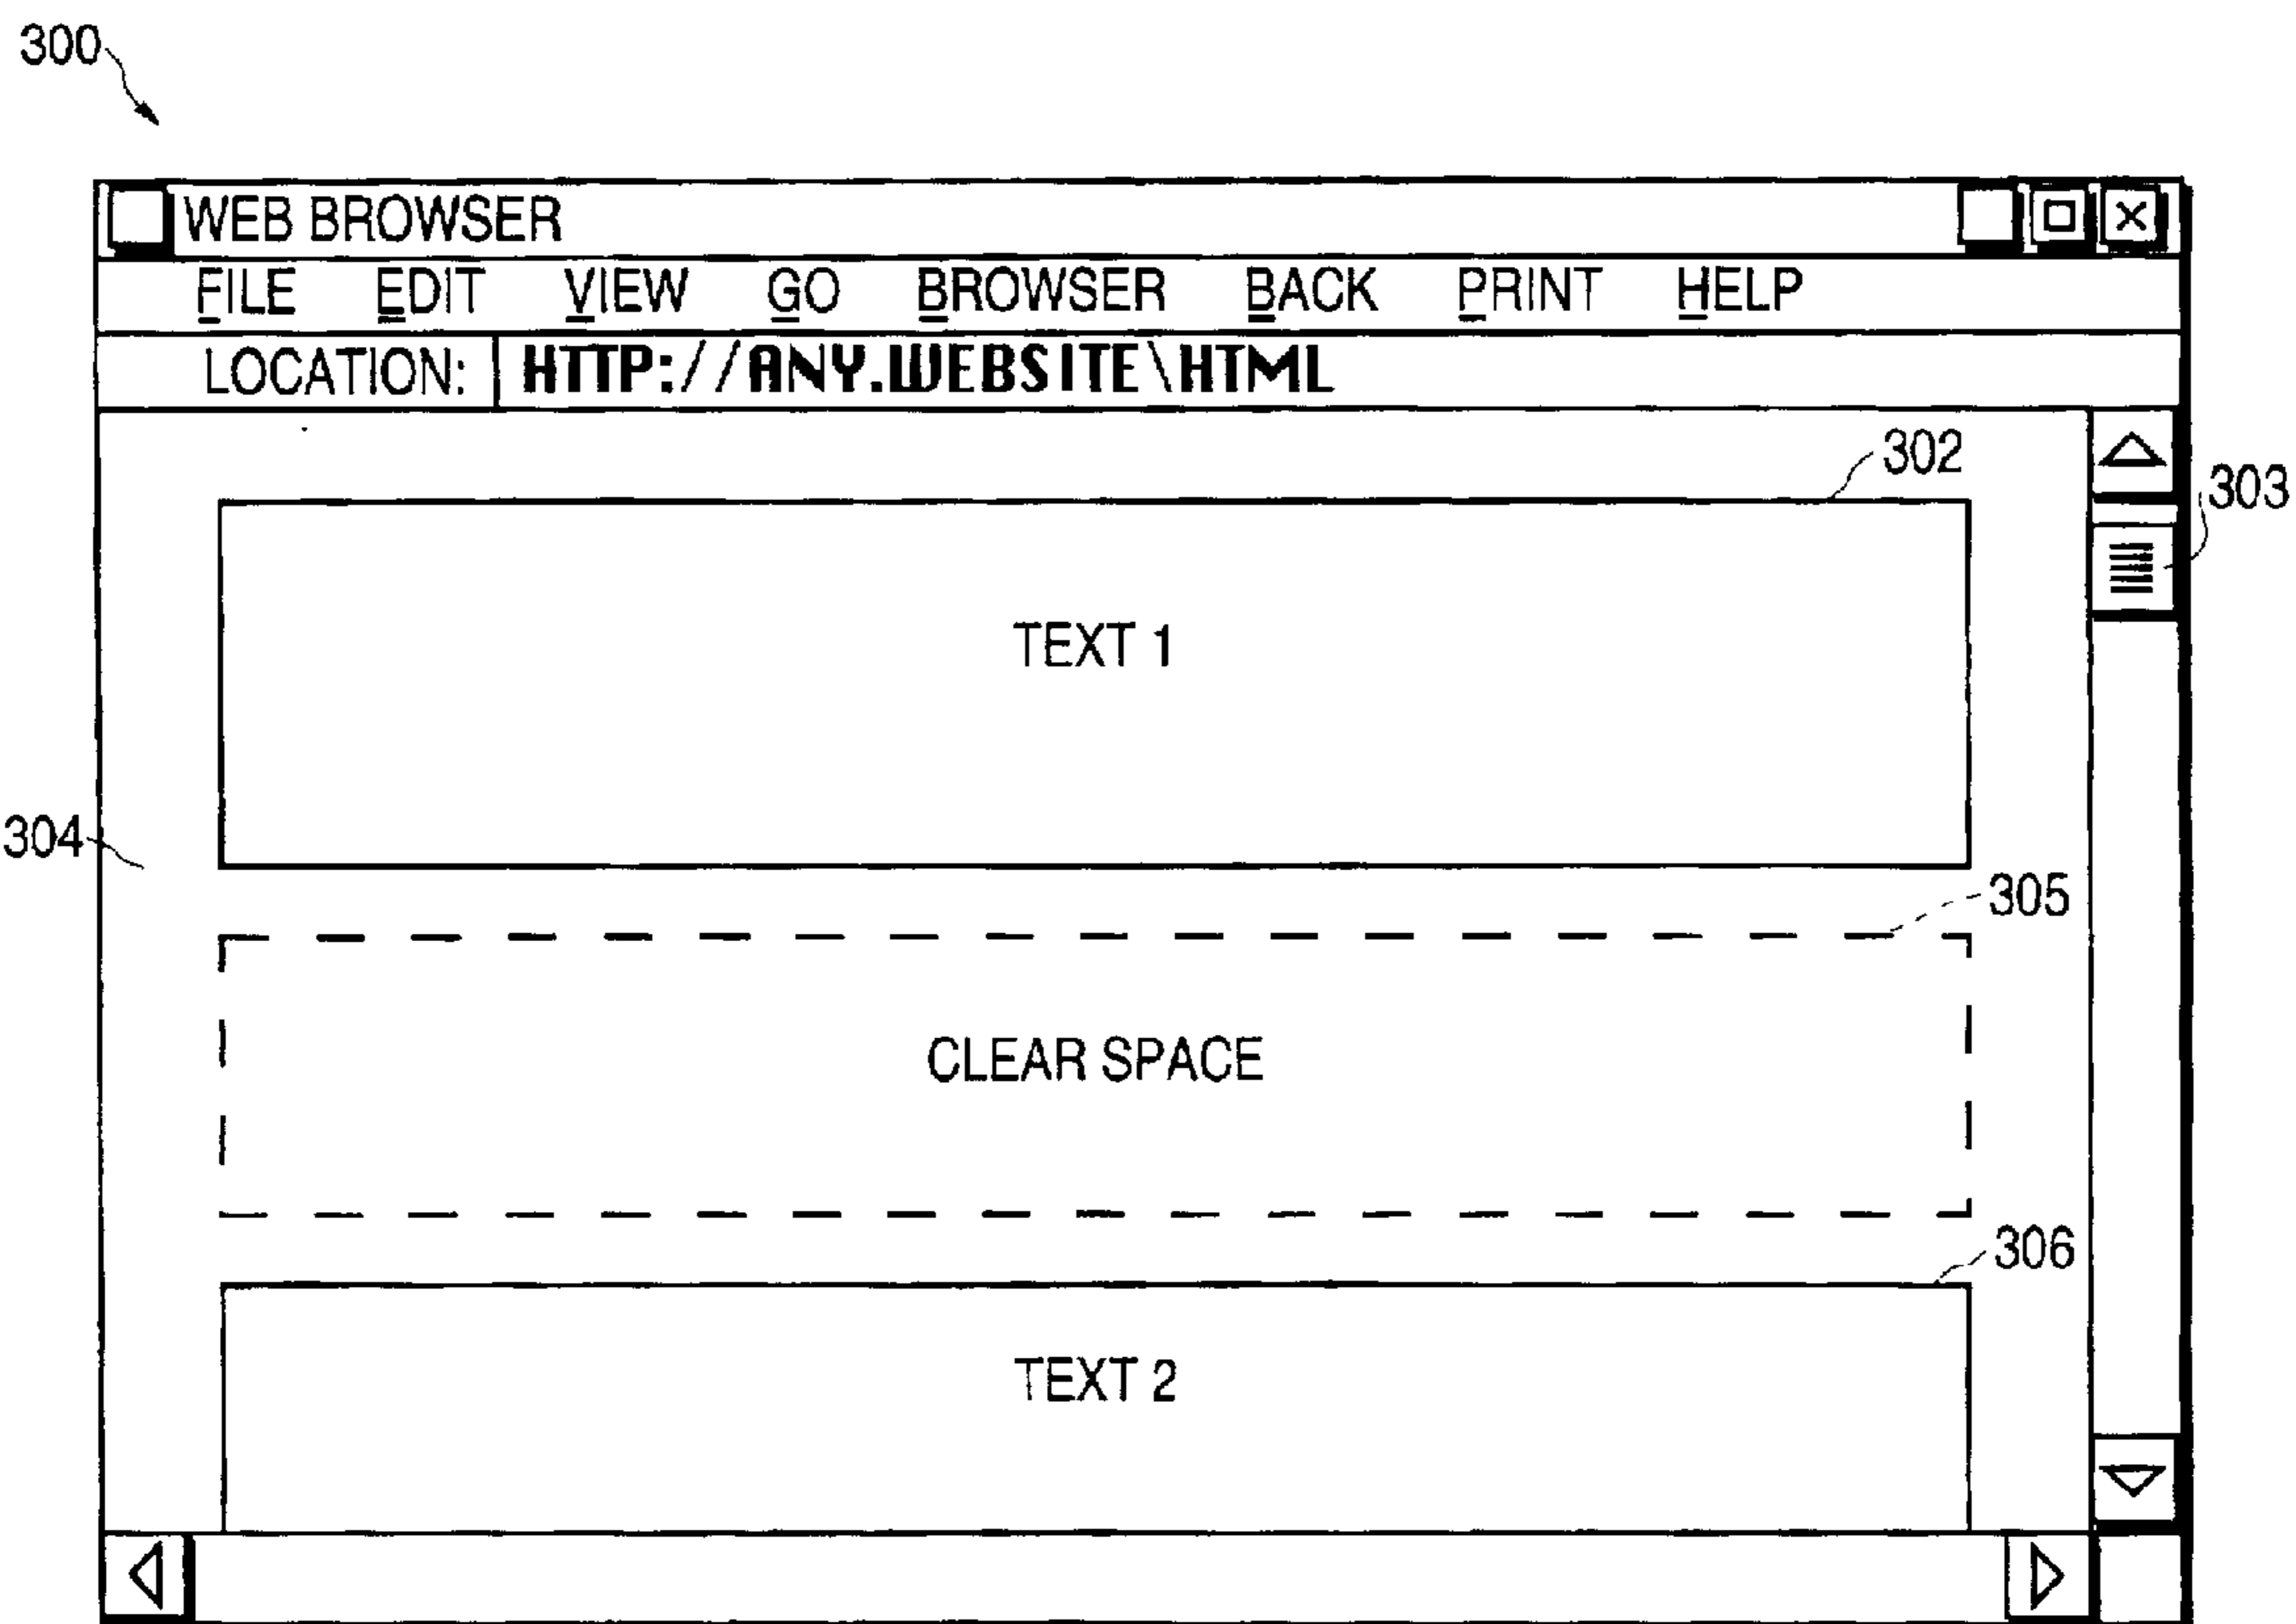 300
WEB BROWSER
FILE EDIT VIEW GO BROWSER BACK PRINT HELP
LOCATION: HTTP://ANY.WEBSITE\HTML
302
303
TEXT 1
304
305
CLEAR SPACE
306
TEXT 2